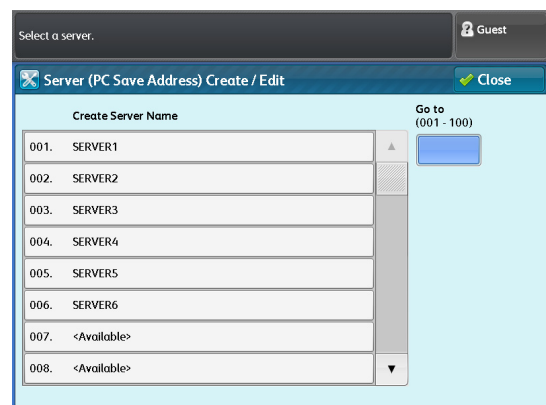 Select a server.
Guest
Server (PC Save Address) Create / Edit
Close
Create Server Name
Go to
(001 - 100)
001. SERVER1
002. SERVER2
003. SERVER3
004. SERVER4
005. SERVER5
006. SERVER6
007. <Available>
008. <Available>